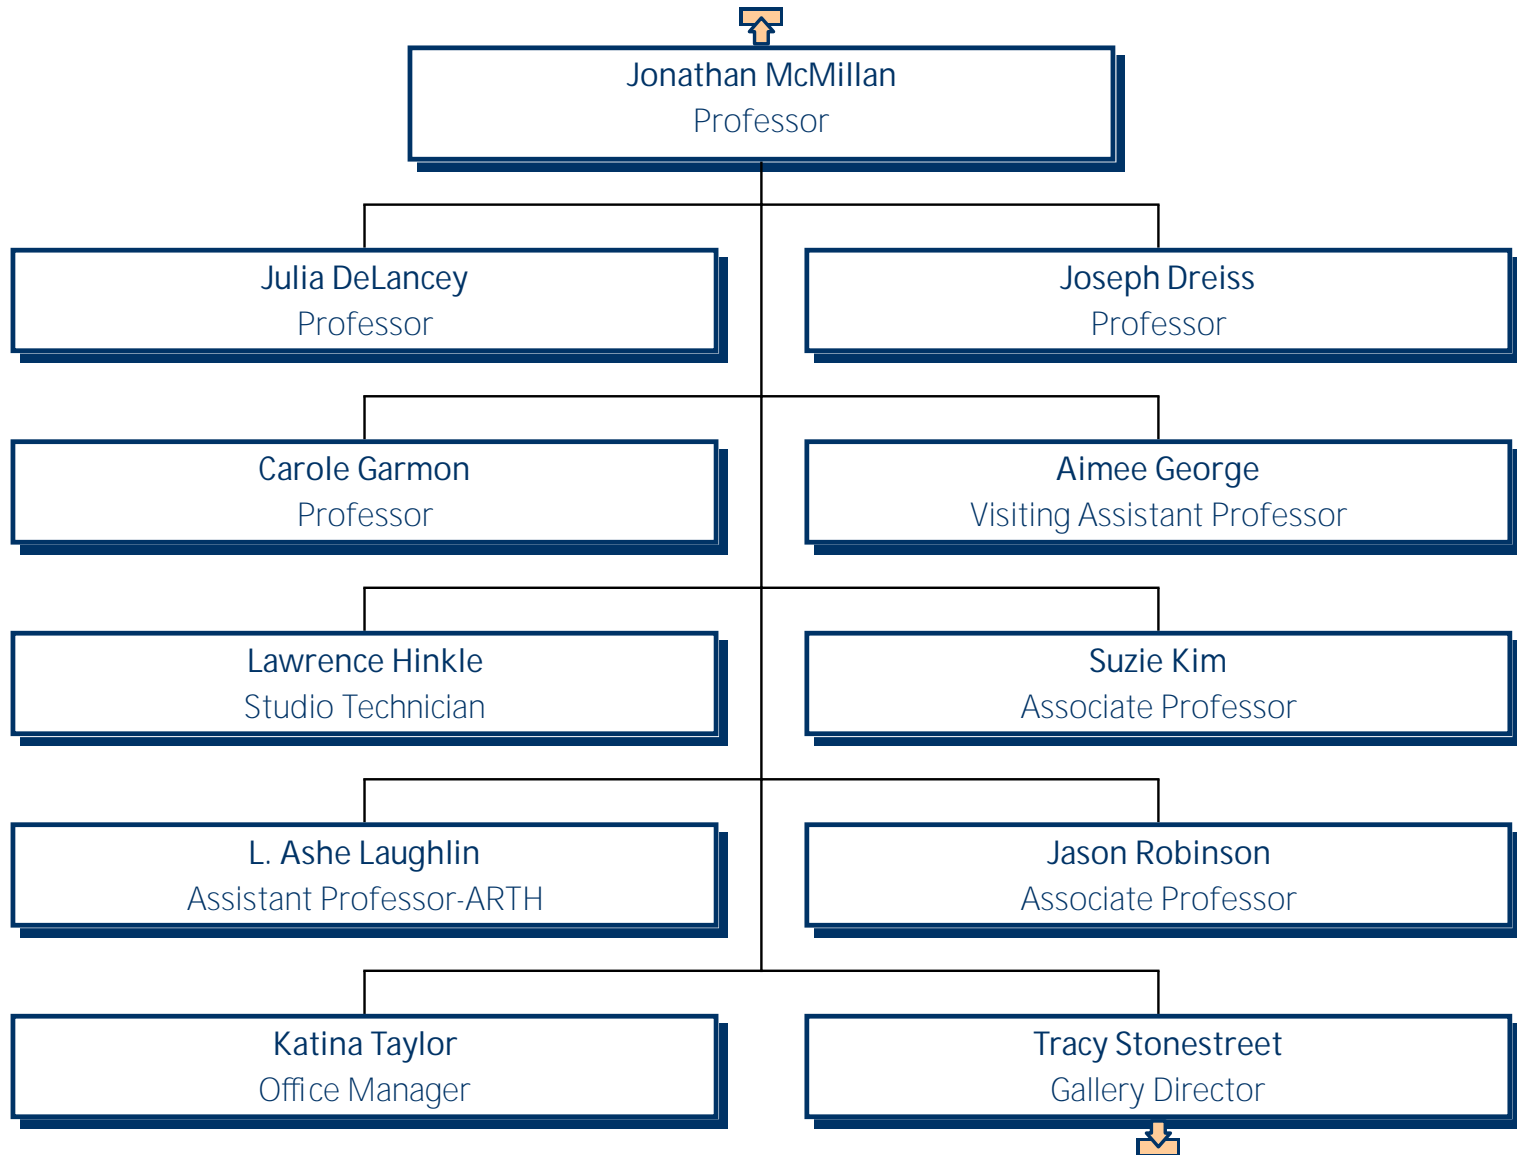 Jonathan McMillan
Professor
Julia DeLancey
Professor
Joseph Dreiss
Professor
Carole Garmon
Professor
Aimee George
Visiting Assistant Professor
Lawrence Hinkle
Studio Technician
Suzie Kim
Associate Professor
L. Ashe Laughlin
Assistant Professor-ARTH
Jason Robinson
Associate Professor
Katina Taylor
Office Manager
Tracy Stonestreet
Gallery Director